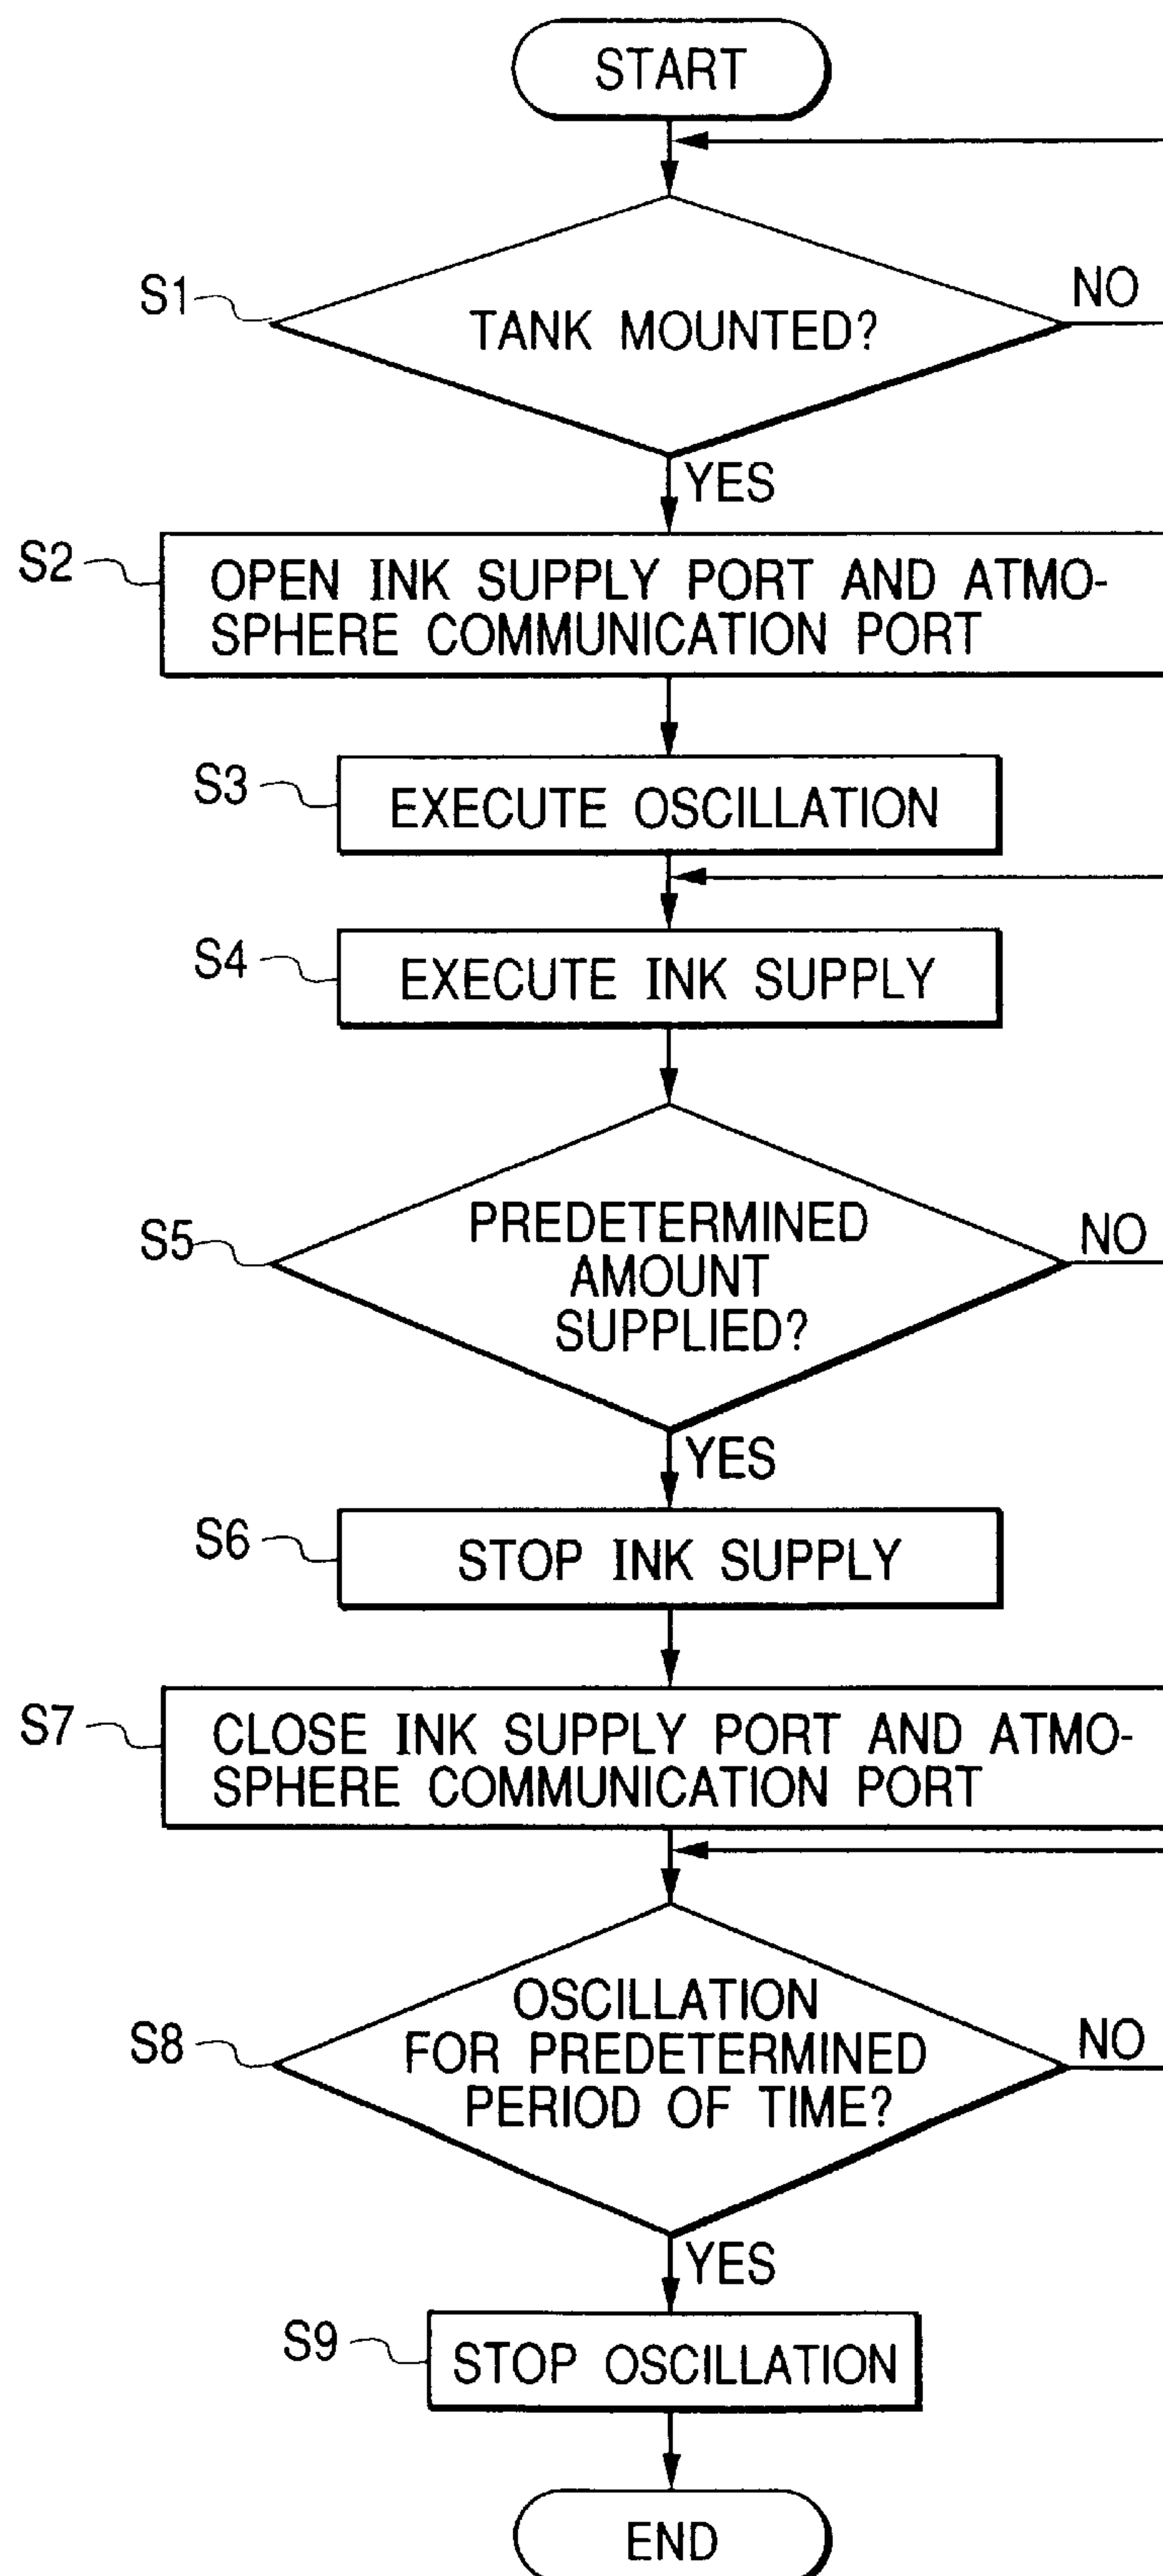 START
S1
TANK MOUNTED?
NO
YES
S2
OPEN INK SUPPLY PORT AND ATMO-
SPHERE COMMUNICATION PORT
S3
EXECUTE OSCILLATION
S4
EXECUTE INK SUPPLY
S5
PREDETERMINED
AMOUNT
SUPPLIED?
NO
YES
S6
STOP INK SUPPLY
S7
CLOSE INK SUPPLY PORT AND ATMO-
SPHERE COMMUNICATION PORT
S8
OSCILLATION
FOR PREDETERMINED
PERIOD OF TIME?
NO
YES
S9
STOP OSCILLATION
END